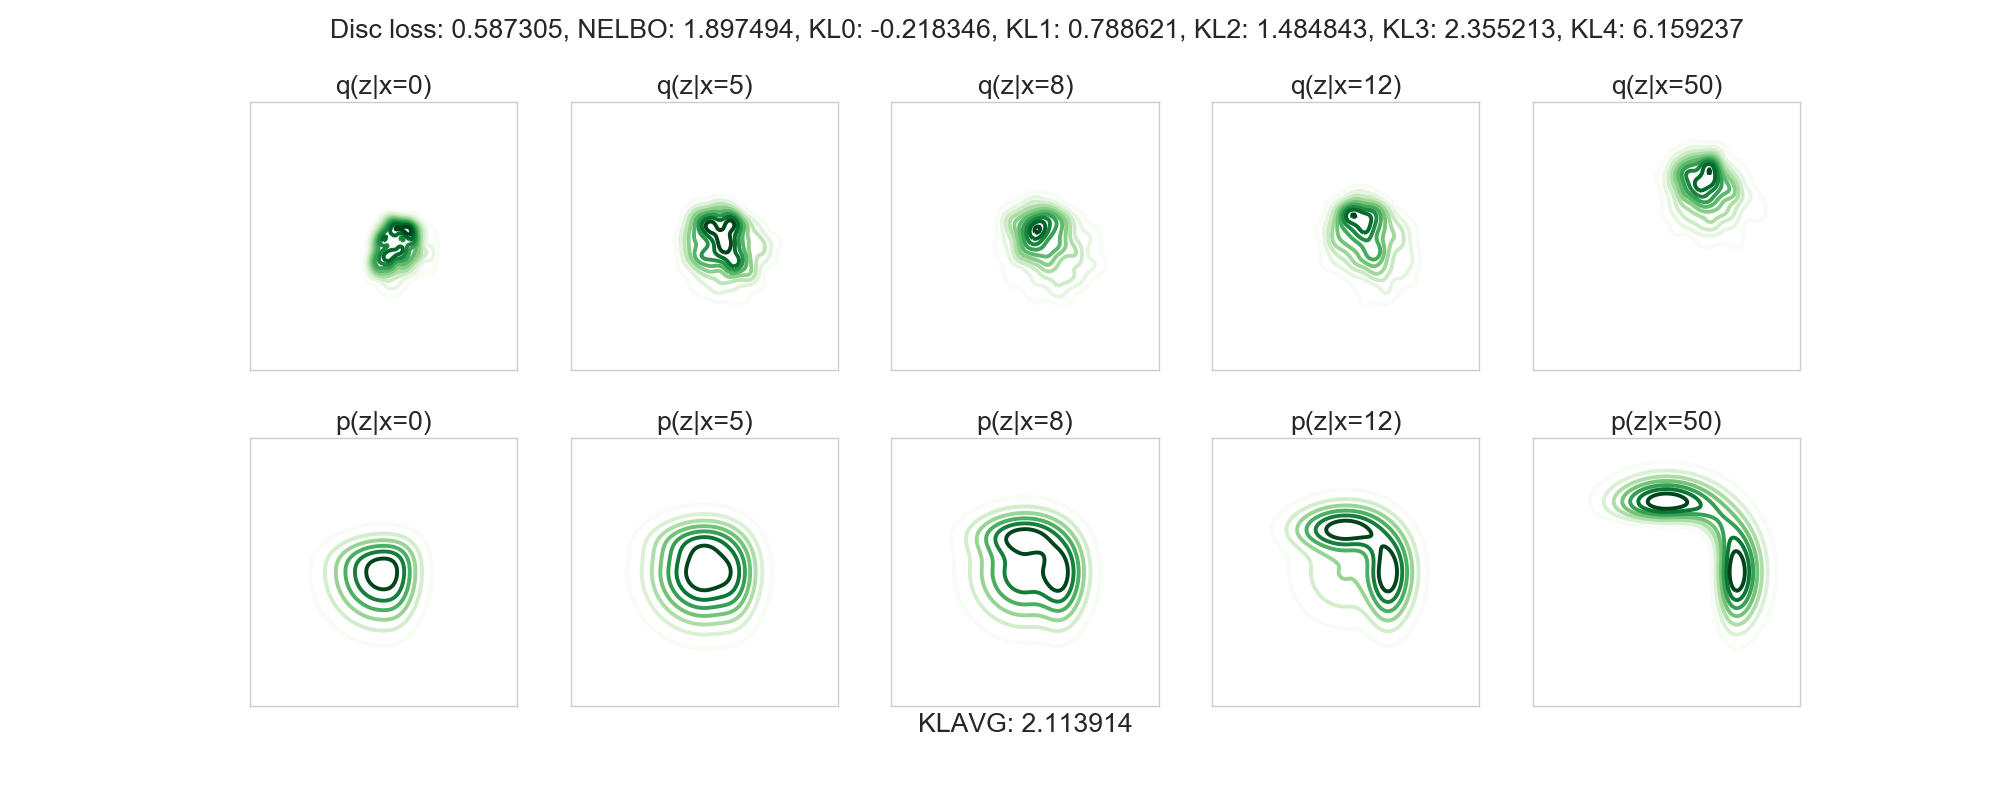 Disc loss: 0.587305, NELBO: 1.897494, KL0: -0.218346, KL1: 0.788621, KL2: 1.484843, KL3: 2.355213, KL4: 6.159237
q(z|x=0) q(z|x=5) q(z|x=8) q(z|x=12) q(z|x=50)
p(z|x=0) p(z|x=5) p(z|x=8) p(z|x=12) p(z|x=50)
KLAVG: 2.113914